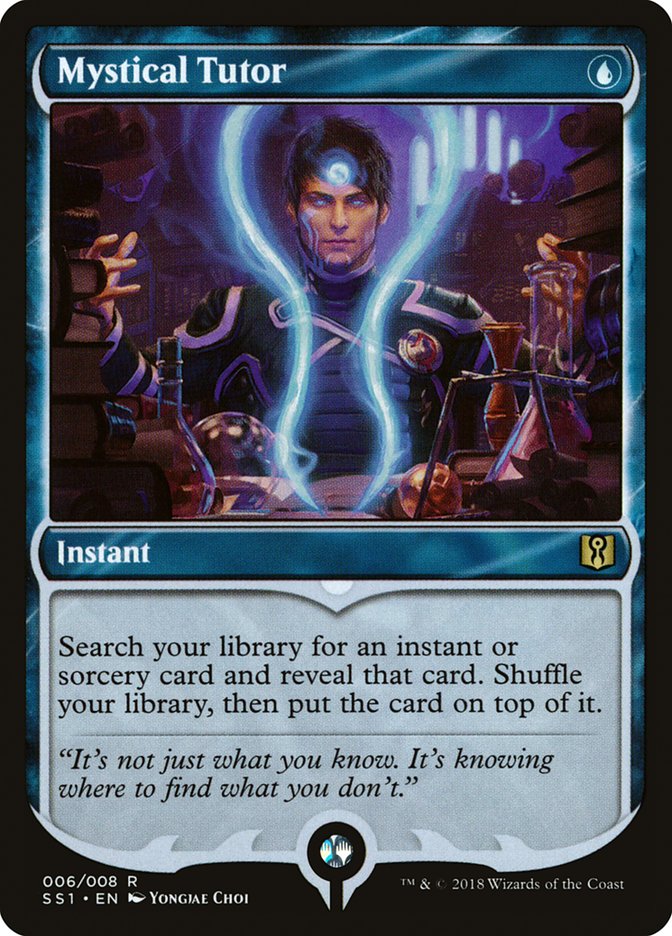 Mystical Tutor
Instant
Search your library for an instant or
sorcery card and reveal that card. Shuffle
your library, then put the card on top of it.
“It’s not just what you know. It’s knowing
where to find what you don’t.”
006/008 R
SS1 • EN Yongjae Choi
™ & © 2018 Wizards of the Coast